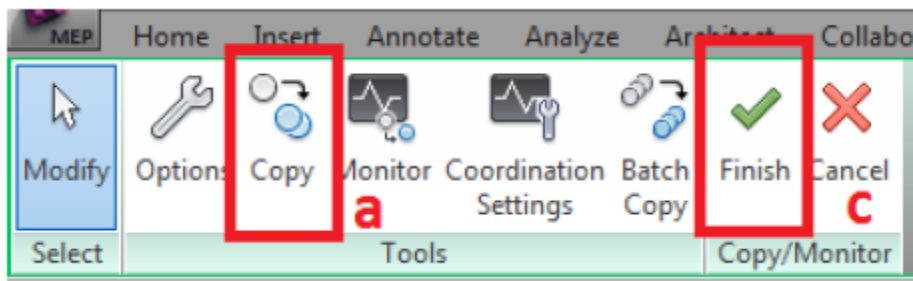 MEP Home Insert Annotate Analyze Architect Collabo
Modify Options Copy Monitor Coordination Settings Batch Copy Finish Cancel
a c
Select Tools Copy/Monitor